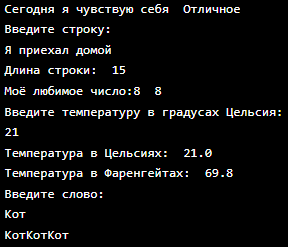 Сегодня я чувствую себя  Отличное
Введите строку:
Я приехал домой
Длина строки:  15
Моё любимое число:8  8
Введите температуру в градусах Цельсия:
21
Температура в Цельсиях:  21.0
Температура в Фаренгейтах:  69.8
Введите слово:
Кот
КотКотКот